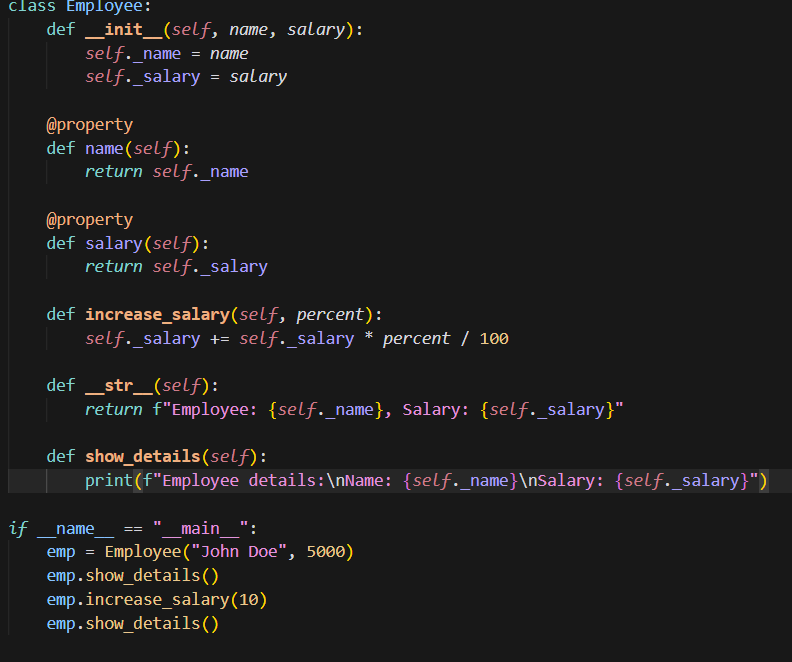 class Employee:
    def __init__(self, name, salary):
        self._name = name
        self._salary = salary

    @property
    def name(self):
        return self._name

    @property
    def salary(self):
        return self._salary

    def increase_salary(self, percent):
        self._salary += self._salary * percent / 100

    def __str__(self):
        return f"Employee: {self._name}, Salary: {self._salary}"

    def show_details(self):
        print(f"Employee details:\nName: {self._name}\nSalary: {self._salary}")

if __name__ == "__main__":
    emp = Employee("John Doe", 5000)
    emp.show_details()
    emp.increase_salary(10)
    emp.show_details()